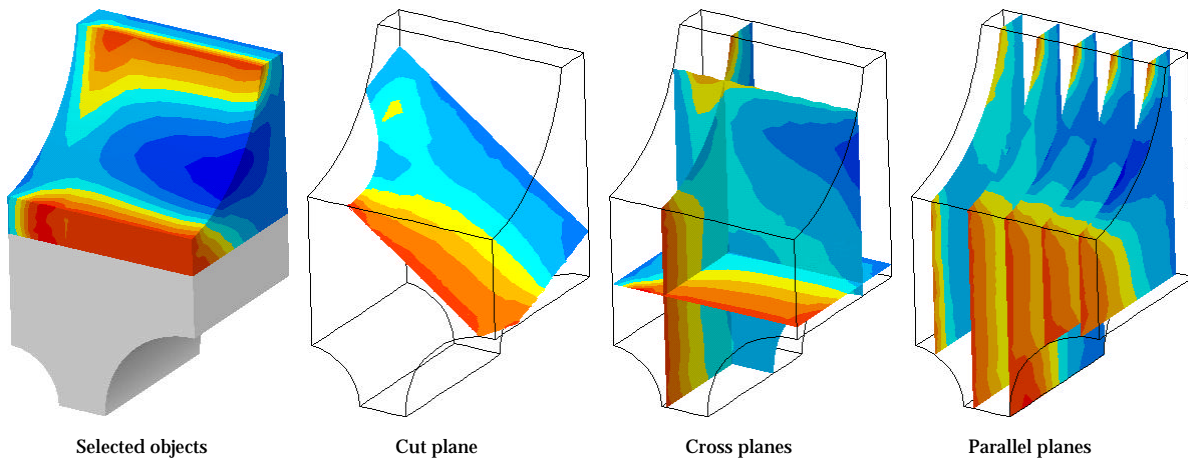 Selected objects
Cut plane
Cross planes
Parallel planes